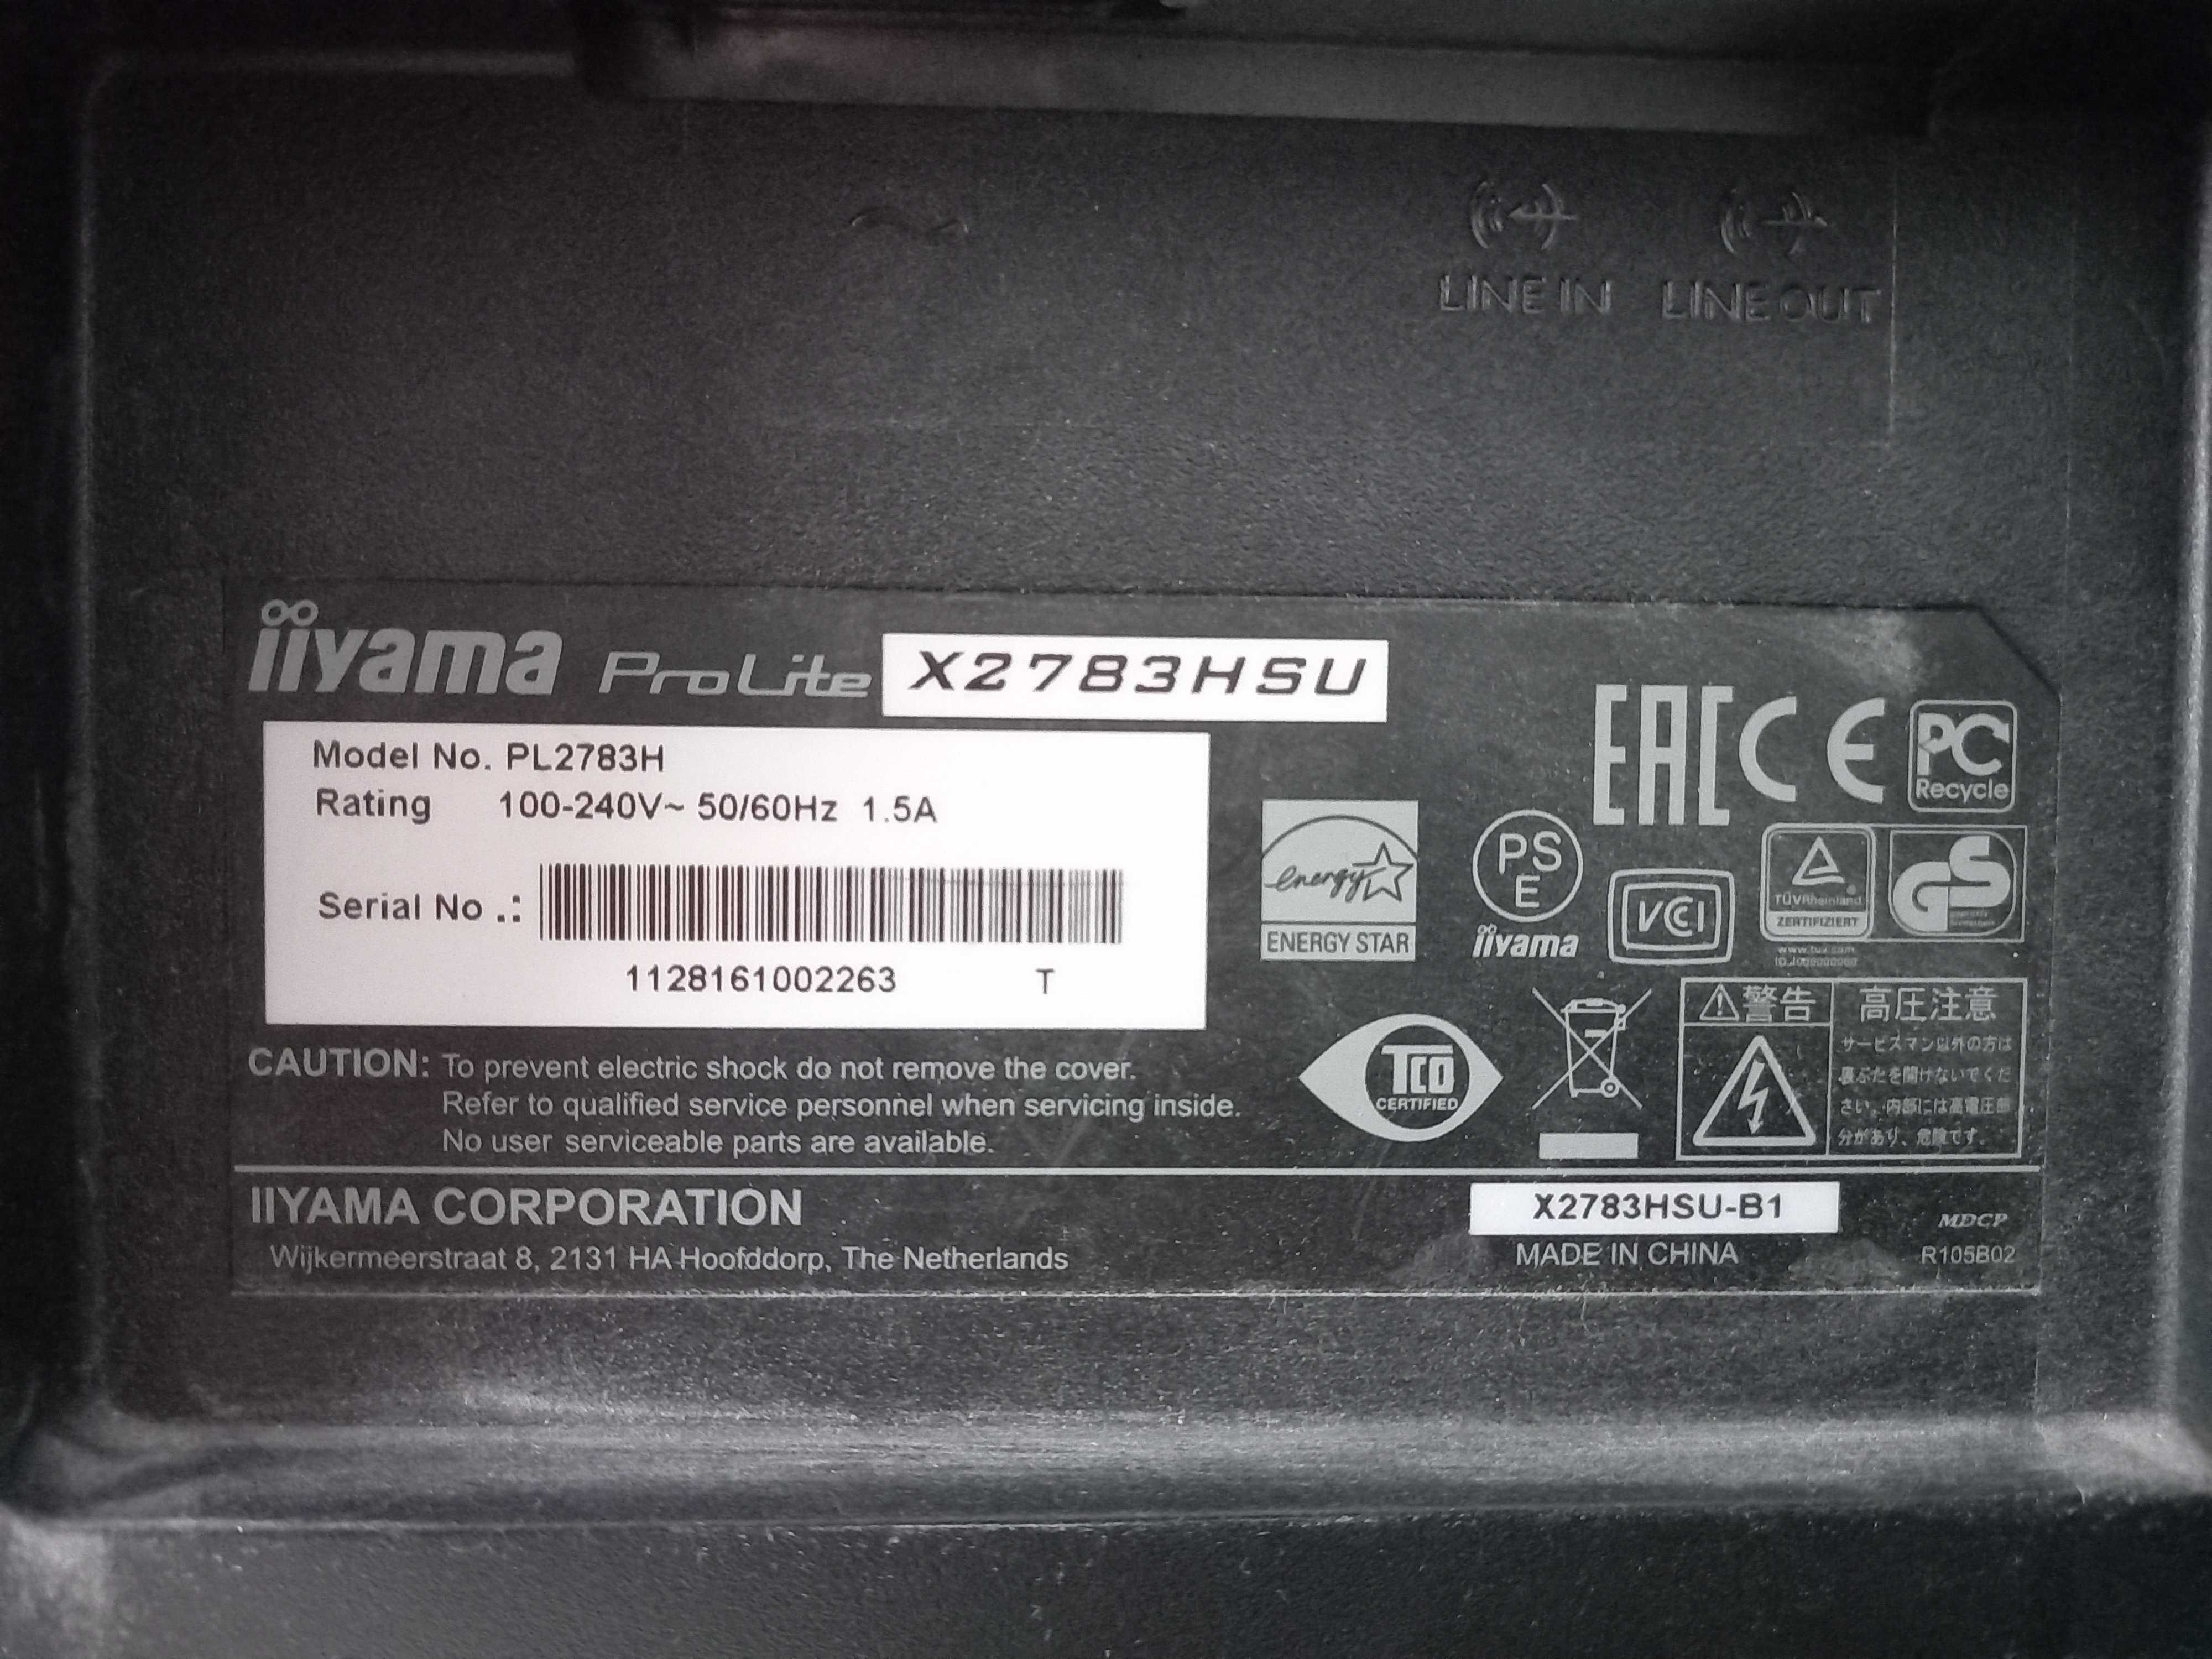 LINE IN LINE OUT
iiyama ProLite X2783HSU
Model No. PL2783H
Rating 100-240V~ 50/60Hz 1.5A
Serial No .:
1128161002263 T
EAC CE PC
Recycle
energy
ENERGY STAR
PS
E
iiyama
VCCI
TÜVRheinland
ZERTIFIZIERT
GS
www.tuv.com
TCO
CERTIFIED
警告 高圧注意
サービスマン以外の方は
裏ぶたを開けないでくだ
さい。内部には高電圧部
分があり、危険です。
CAUTION: To prevent electric shock do not remove the cover.
Refer to qualified service personnel when servicing inside.
No user serviceable parts are available.
IIYAMA CORPORATION
Wijkermeerstraat 8, 2131 HA Hoofddorp, The Netherlands
X2783HSU-B1
MADE IN CHINA
MDCP
R105B02